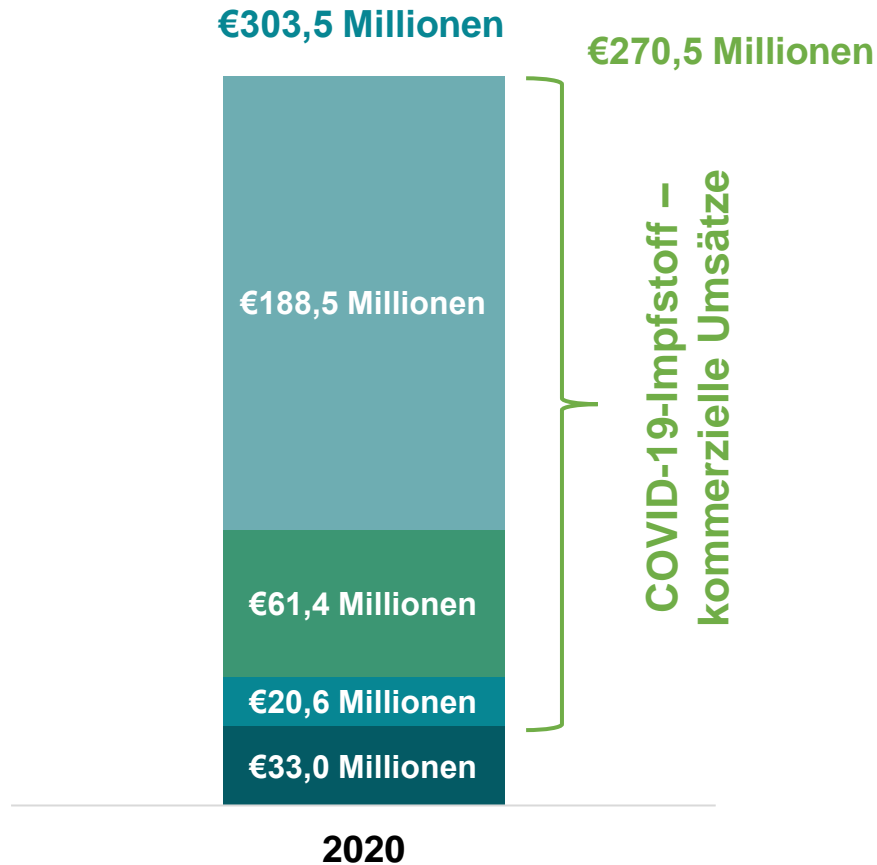 €303,5 Millionen
€270,5 Millionen
€188,5 Millionen
€61,4 Millionen
€20,6 Millionen
€33,0 Millionen
COVID-19-Impfstoff –
kommerzielle Umsätze
2020